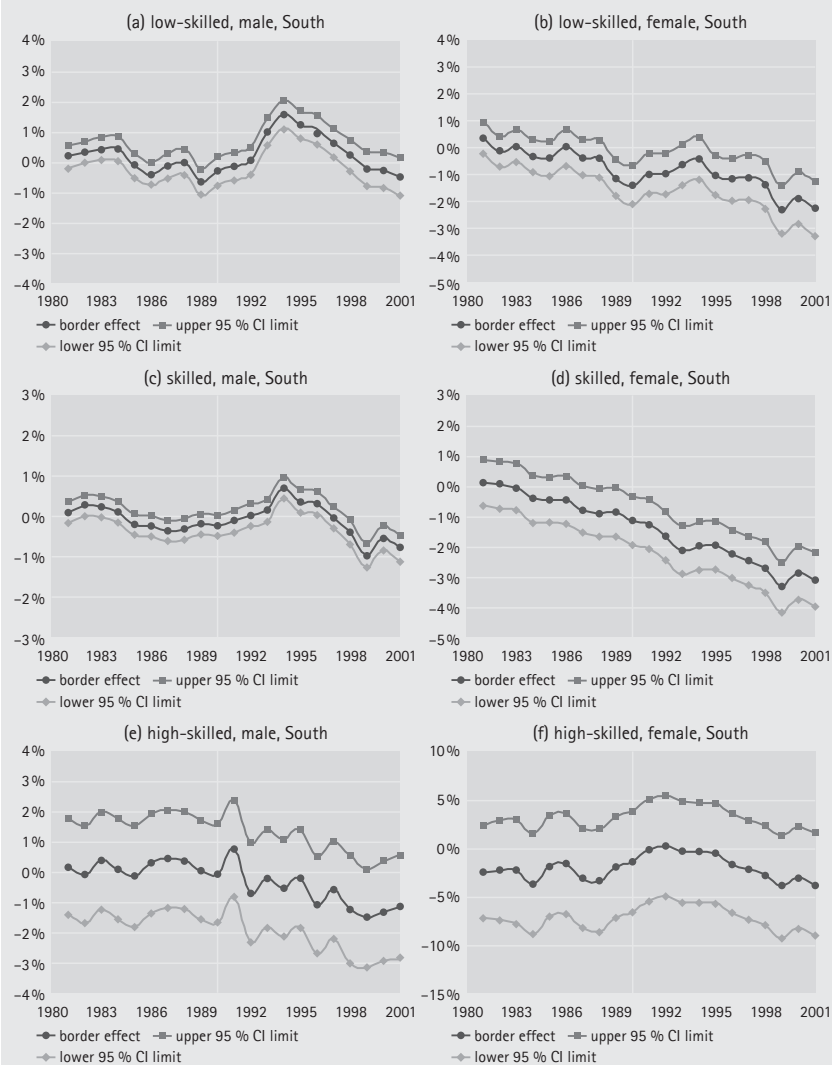 (a) low-skilled, male, South
4 %
3 %
2 %
1 %
0 %
−1 %
−2 %
−3 %
−4 %
1980 1983 1986 1989 1992 1995 1998 2001
border effect upper 95 % CI limit
lower 95 % CI limit
(b) low-skilled, female, South
4 %
3 %
2 %
1 %
0 %
−1 %
−2 %
−3 %
−4 %
−5 %
1980 1983 1986 1989 1992 1995 1998 2001
border effect upper 95 % CI limit
lower 95 % CI limit
(c) skilled, male, South
3 %
2 %
1 %
0 %
−1 %
−2 %
−3 %
1980 1983 1986 1989 1992 1995 1998 2001
border effect upper 95 % CI limit
lower 95 % CI limit
(d) skilled, female, South
3 %
2 %
1 %
0 %
−1 %
−2 %
−3 %
−4 %
−5 %
1980 1983 1986 1989 1992 1995 1998 2001
border effect upper 95 % CI limit
lower 95 % CI limit
(e) high-skilled, male, South
4 %
3 %
2 %
1 %
0 %
−1 %
−2 %
−3 %
−4 %
1980 1983 1986 1989 1992 1995 1998 2001
border effect upper 95 % CI limit
lower 95 % CI limit
(f) high-skilled, female, South
10 %
5 %
0 %
−5 %
−10 %
−15 %
1980 1983 1986 1989 1992 1995 1998 2001
border effect upper 95 % CI limit
lower 95 % CI limit